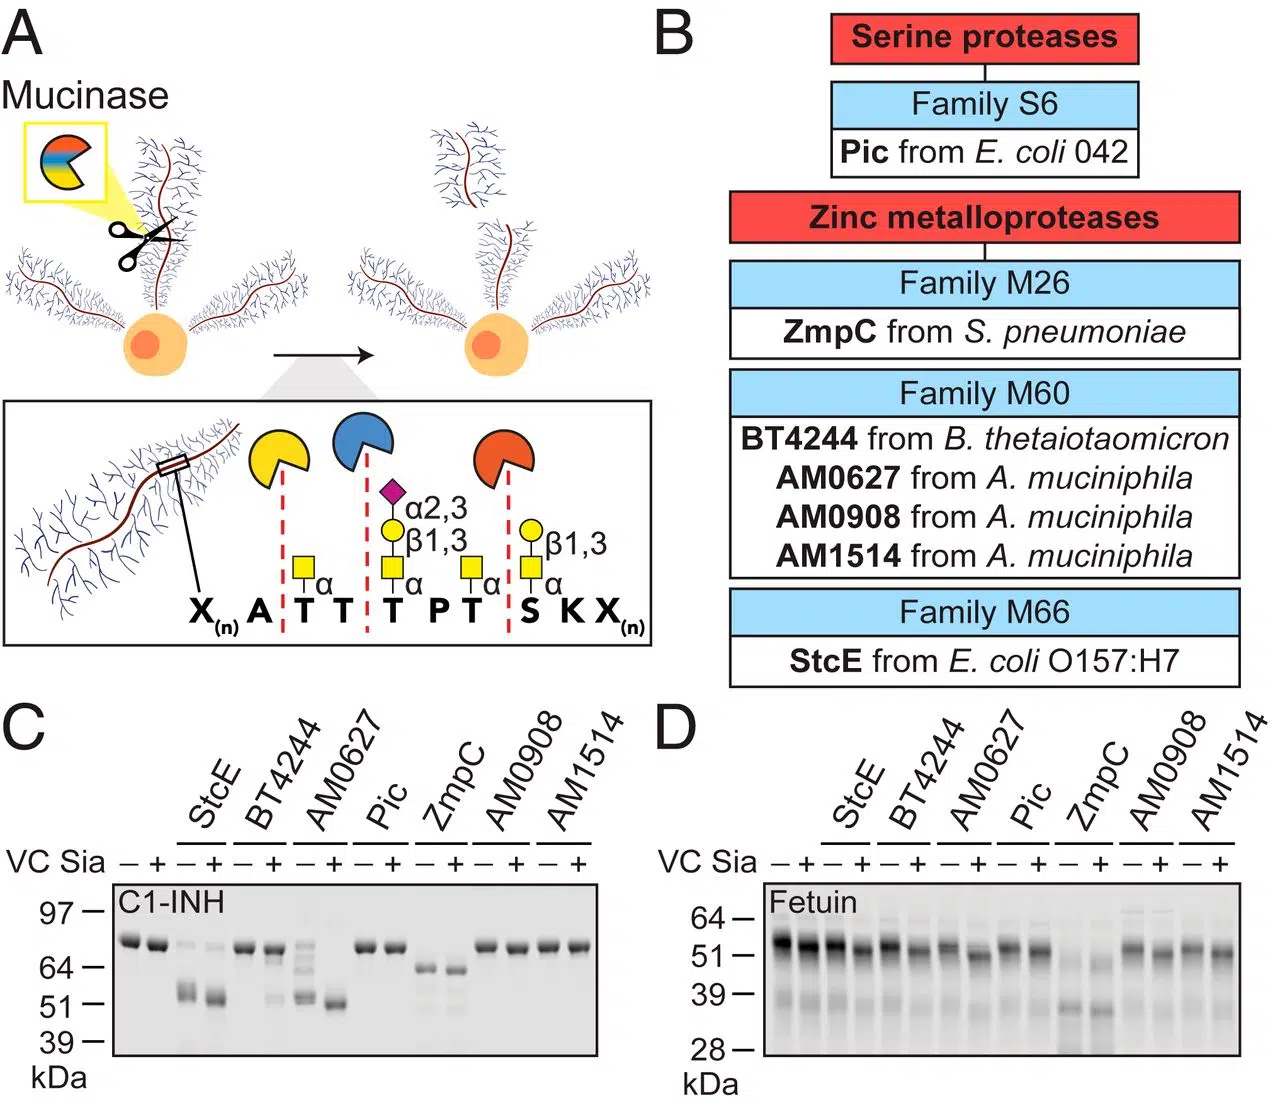 A
Mucinase
α2,3
β1,3
β1,3
α
α
α
α
X(n) A T T T P T S K X(n)
B
Serine proteases
Family S6
Pic from E. coli 042
Zinc metalloproteases
Family M26
ZmpC from S. pneumoniae
Family M60
BT4244 from B. thetaiotaomicron
AM0627 from A. muciniphila
AM0908 from A. muciniphila
AM1514 from A. muciniphila
Family M66
StcE from E. coli O157:H7
C
StcE BT4244 AM0627 Pic ZmpC AM0908 AM1514
VC Sia – + – + – + – + – + – + – + – +
C1-INH
97
64
51
39
kDa
D
StcE BT4244 AM0627 Pic ZmpC AM0908 AM1514
VC Sia – + – + – + – + – + – + – + – +
Fetuin
64
51
39
28
kDa